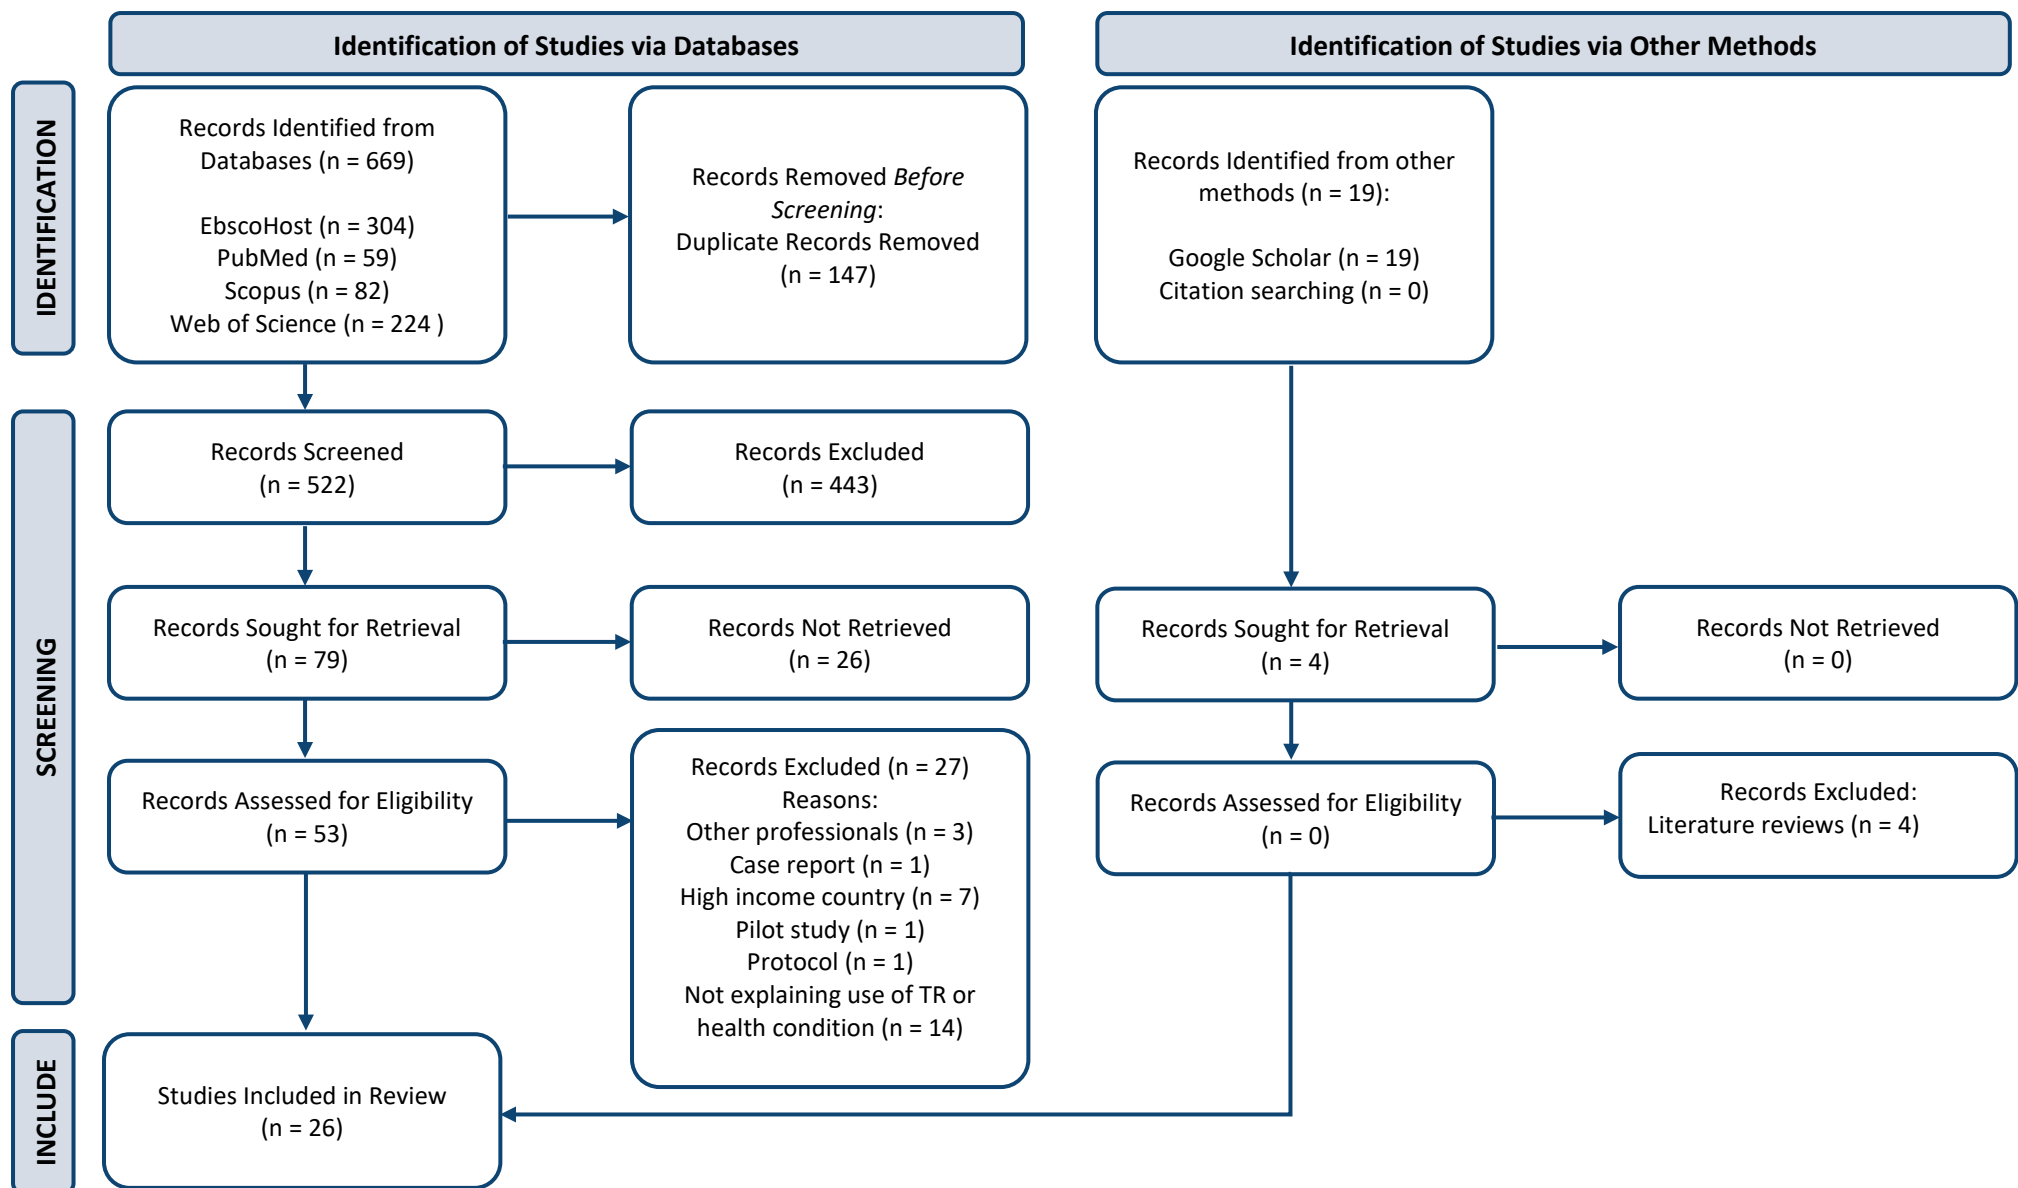 Identification of Studies via Databases
Identification of Studies via Other Methods
IDENTIFICATION
Records Identified from
Databases (n = 669)
EbscoHost (n = 304)
PubMed (n = 59)
Scopus (n = 82)
Web of Science (n = 224 )
Records Removed Before
Screening:
Duplicate Records Removed
(n = 147)
Records Identified from other
methods (n = 19):
Google Scholar (n = 19)
Citation searching (n = 0)
SCREENING
Records Screened
(n = 522)
Records Excluded
(n = 443)
Records Sought for Retrieval
(n = 79)
Records Not Retrieved
(n = 26)
Records Sought for Retrieval
(n = 4)
Records Not Retrieved
(n = 0)
Records Assessed for Eligibility
(n = 53)
Records Excluded (n = 27)
Reasons:
Other professionals (n = 3)
Case report (n = 1)
High income country (n = 7)
Pilot study (n = 1)
Protocol (n = 1)
Not explaining use of TR or
health condition (n = 14)
Records Assessed for Eligibility
(n = 0)
Records Excluded:
Literature reviews (n = 4)
INCLUDE
Studies Included in Review
(n = 26)